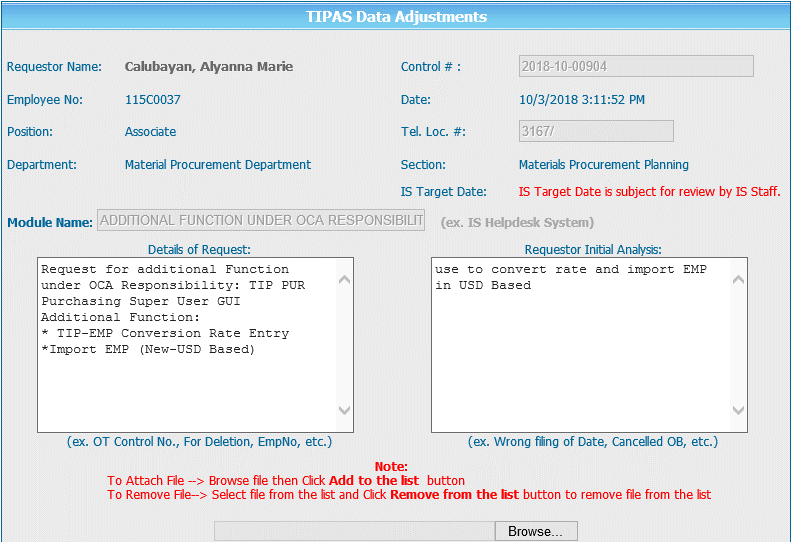 TIPAS Data Adjustments
Requestor Name: Calubayan, Alyanna Marie Control # : 2018-10-00904
Employee No: 115C0037 Date: 10/3/2018 3:11:52 PM
Position: Associate Tel. Loc. #: 3167/
Department: Material Procurement Department Section: Materials Procurement Planning
IS Target Date: IS Target Date is subject for review by IS Staff.
Module Name: ADDITIONAL FUNCTION UNDER OCA RESPONSIBILIT (ex. IS Helpdesk System)
Details of Request:
Request for additional Function
under OCA Responsibility: TIP PUR
Purchasing Super User GUI
Additional Function:
* TIP-EMP Conversion Rate Entry
*Import EMP (New-USD Based)
(ex. OT Control No., For Deletion, EmpNo, etc.)
Requestor Initial Analysis:
use to convert rate and import EMP
in USD Based
(ex. Wrong filing of Date, Cancelled OB, etc.)
Note:
To Attach File --> Browse file then Click Add to the list button
To Remove File--> Select file from the list and Click Remove from the list button to remove file from the list
Browse...